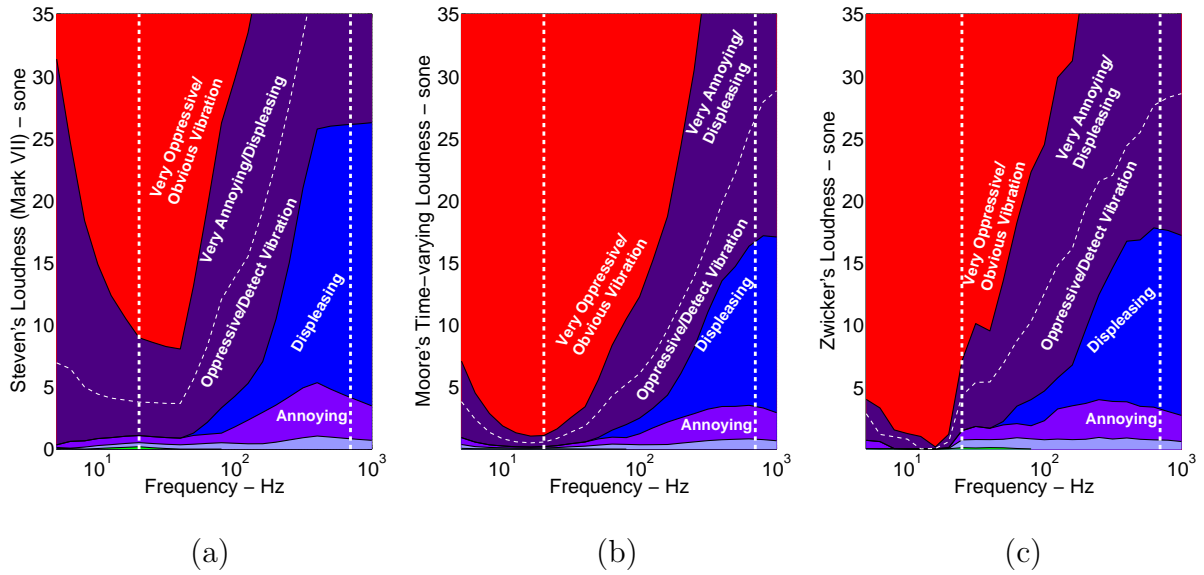 35
30
25
20
15
10
5
0
Steven's Loudness (Mark VII) – sone
Very Oppressive/
Obvious Vibration
Very Annoying/Displeasing
Oppressive/Detect Vibration
Displeasing
Annoying
10^1
10^2
10^3
Frequency – Hz
(a)
35
30
25
20
15
10
5
0
Moore's Time–varying Loudness – sone
Very Oppressive/
Obvious Vibration
Very Annoying/
Displeasing
Oppressive/Detect Vibration
Displeasing
Annoying
10^1
10^2
10^3
Frequency – Hz
(b)
35
30
25
20
15
10
5
0
Zwicker's Loudness – sone
Very Oppressive/
Obvious Vibration
Very Annoying/
Displeasing
Oppressive/Detect Vibration
Displeasing
Annoying
10^1
10^2
10^3
Frequency – Hz
(c)